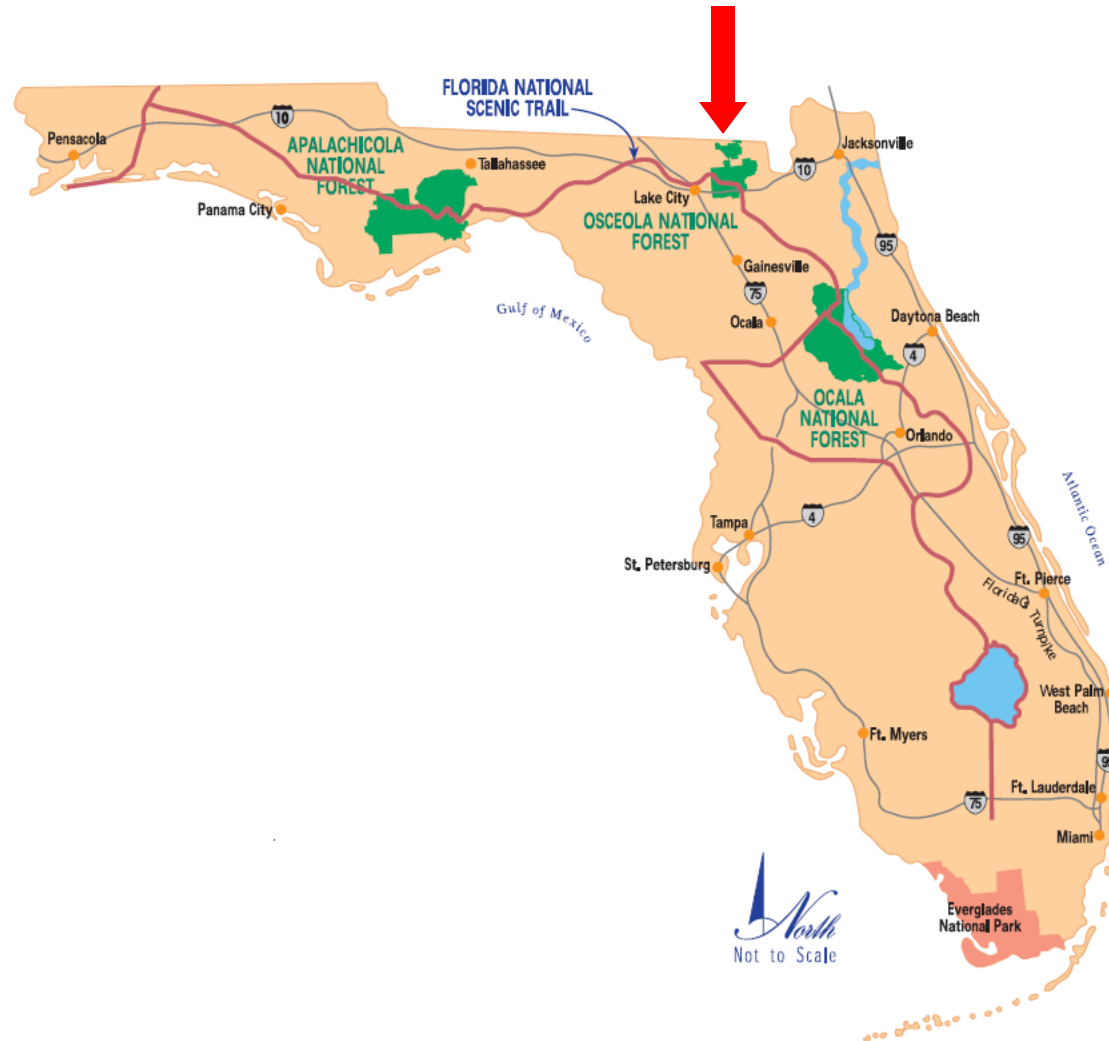 FLORIDA NATIONAL
SCENIC TRAIL
10
Pensacola
APALACHICOLA
NATIONAL
FOREST
Tallahassee
Jacksonville
10
Lake City
Panama City
OSCEOLA NATIONAL
FOREST
95
Gainesville
75
Gulf of Mexico
Ocala
Daytona Beach
4
OCALA
NATIONAL
FOREST
Orlando
Atlantic Ocean
Tampa
4
95
St. Petersburg
Ft. Pierce
Turnpike
West Palm
Beach
Ft. Myers
95
Ft. Lauderdale
75
Miami
North
Not to Scale
Everglades
National Park